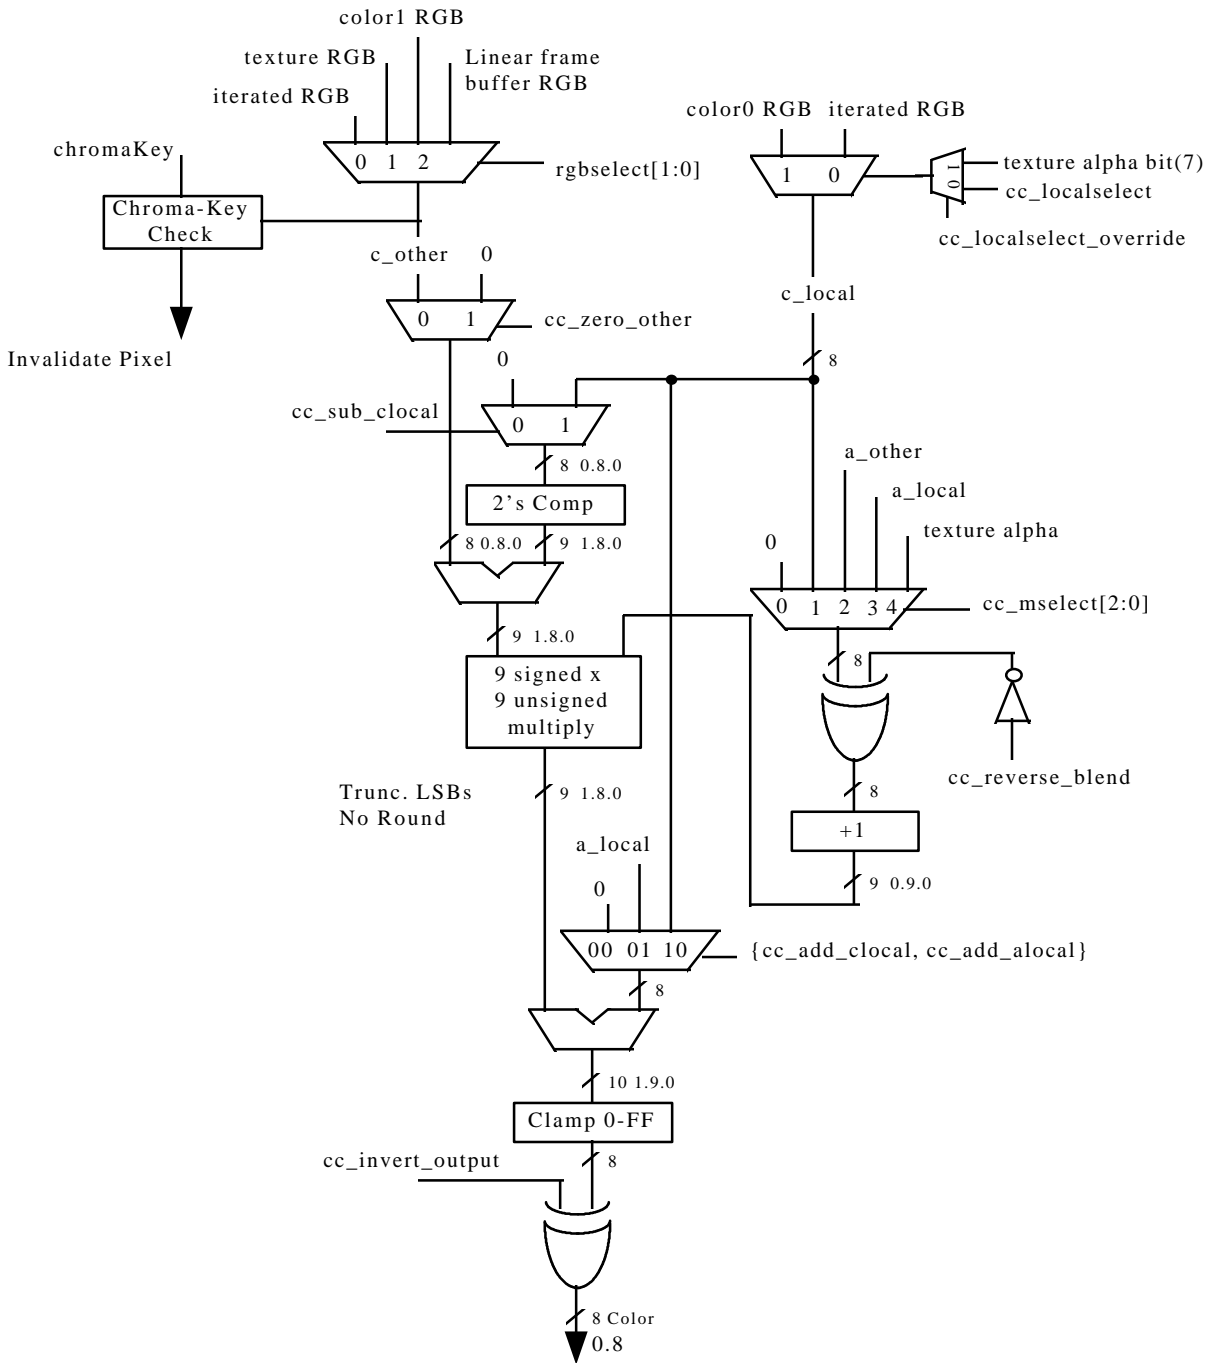 color1 RGB
texture RGB
Linear frame
buffer RGB
iterated RGB
color0 RGB
iterated RGB
chromaKey
0 1 2
rgbselect[1:0]
1 0
1 0
texture alpha bit(7)
cc_localselect
cc_localselect_override
Chroma-Key
Check
c_other
0
c_local
0 1
cc_zero_other
Invalidate Pixel
0
8
cc_sub_clocal
0 1
a_other
8 0.8.0
a_local
2's Comp
texture alpha
8 0.8.0
9 1.8.0
0
0 1 2 3 4
cc_mselect[2:0]
9 1.8.0
8
9 signed x
9 unsigned
multiply
cc_reverse_blend
Trunc. LSBs
No Round
9 1.8.0
8
+1
a_local
0
9 0.9.0
00 01 10
{cc_add_clocal, cc_add_alocal}
8
10 1.9.0
Clamp 0-FF
cc_invert_output
8
8 Color
0.8